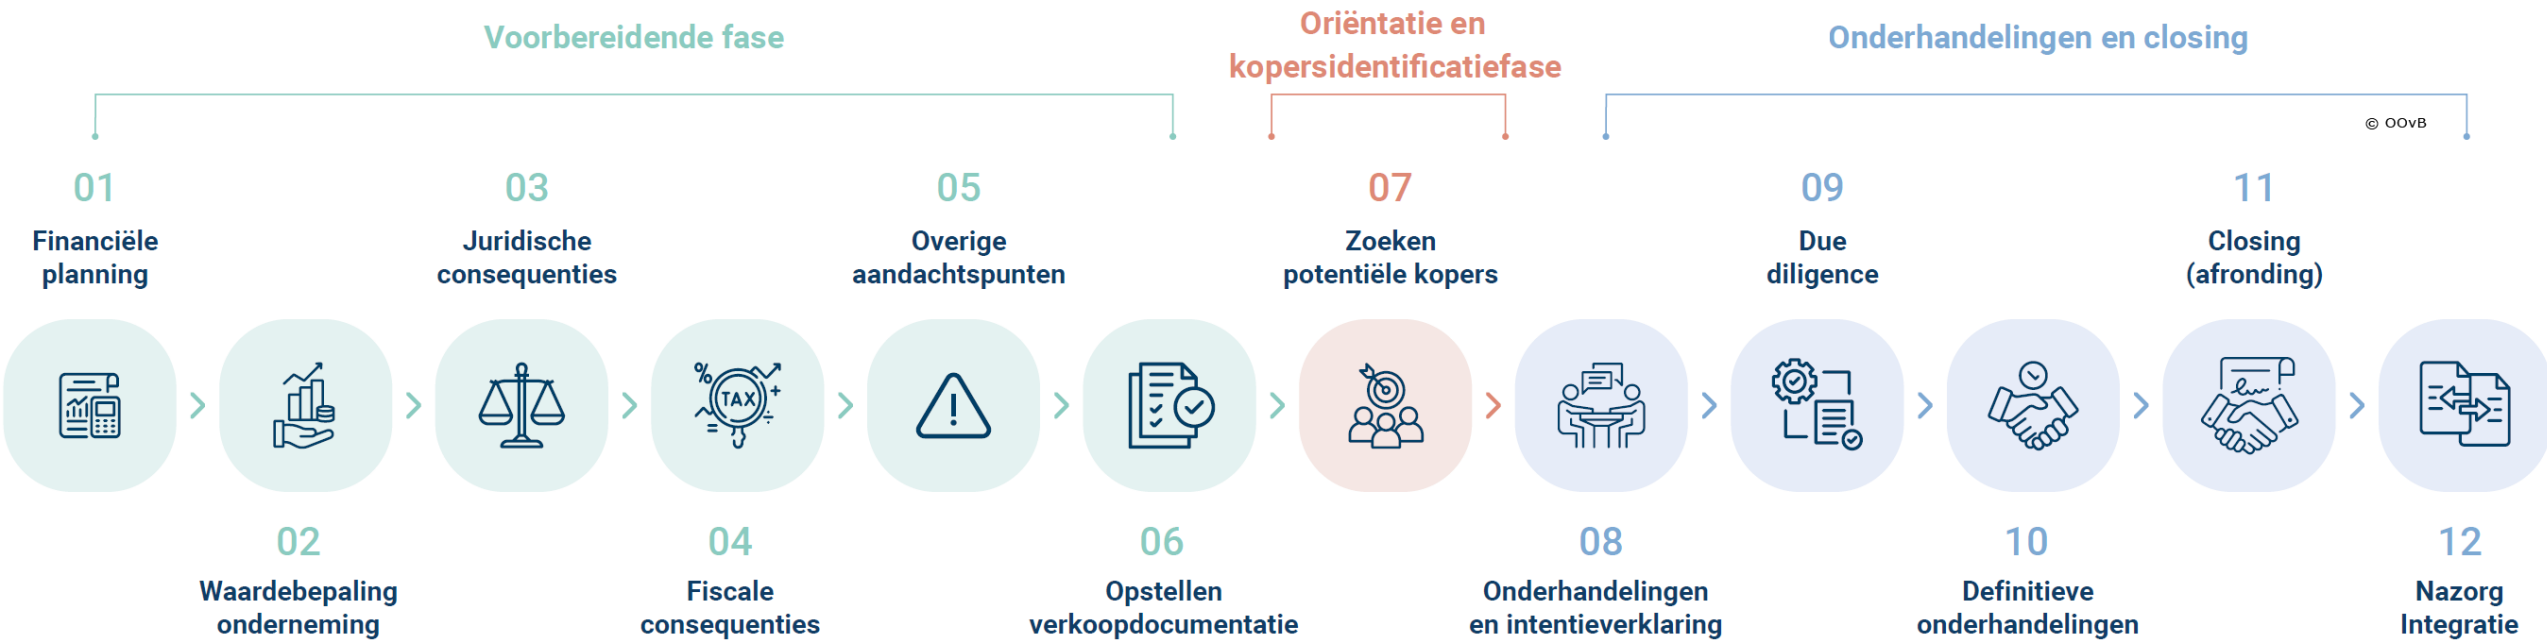 Voorbereidende fase
Oriëntatie en
kopersidentificatiefase
Onderhandelingen en closing
© OOvB
01
Financiële
planning
03
Juridische
consequenties
05
Overige
aandachtspunten
07
Zoeken
potentiële kopers
09
Due
diligence
11
Closing
(afronding)
%
TAX
02
Waardebepaling
onderneming
04
Fiscale
consequenties
06
Opstellen
verkoopdocumentatie
08
Onderhandelingen
en intentieverklaring
10
Definitieve
onderhandelingen
12
Nazorg
Integratie